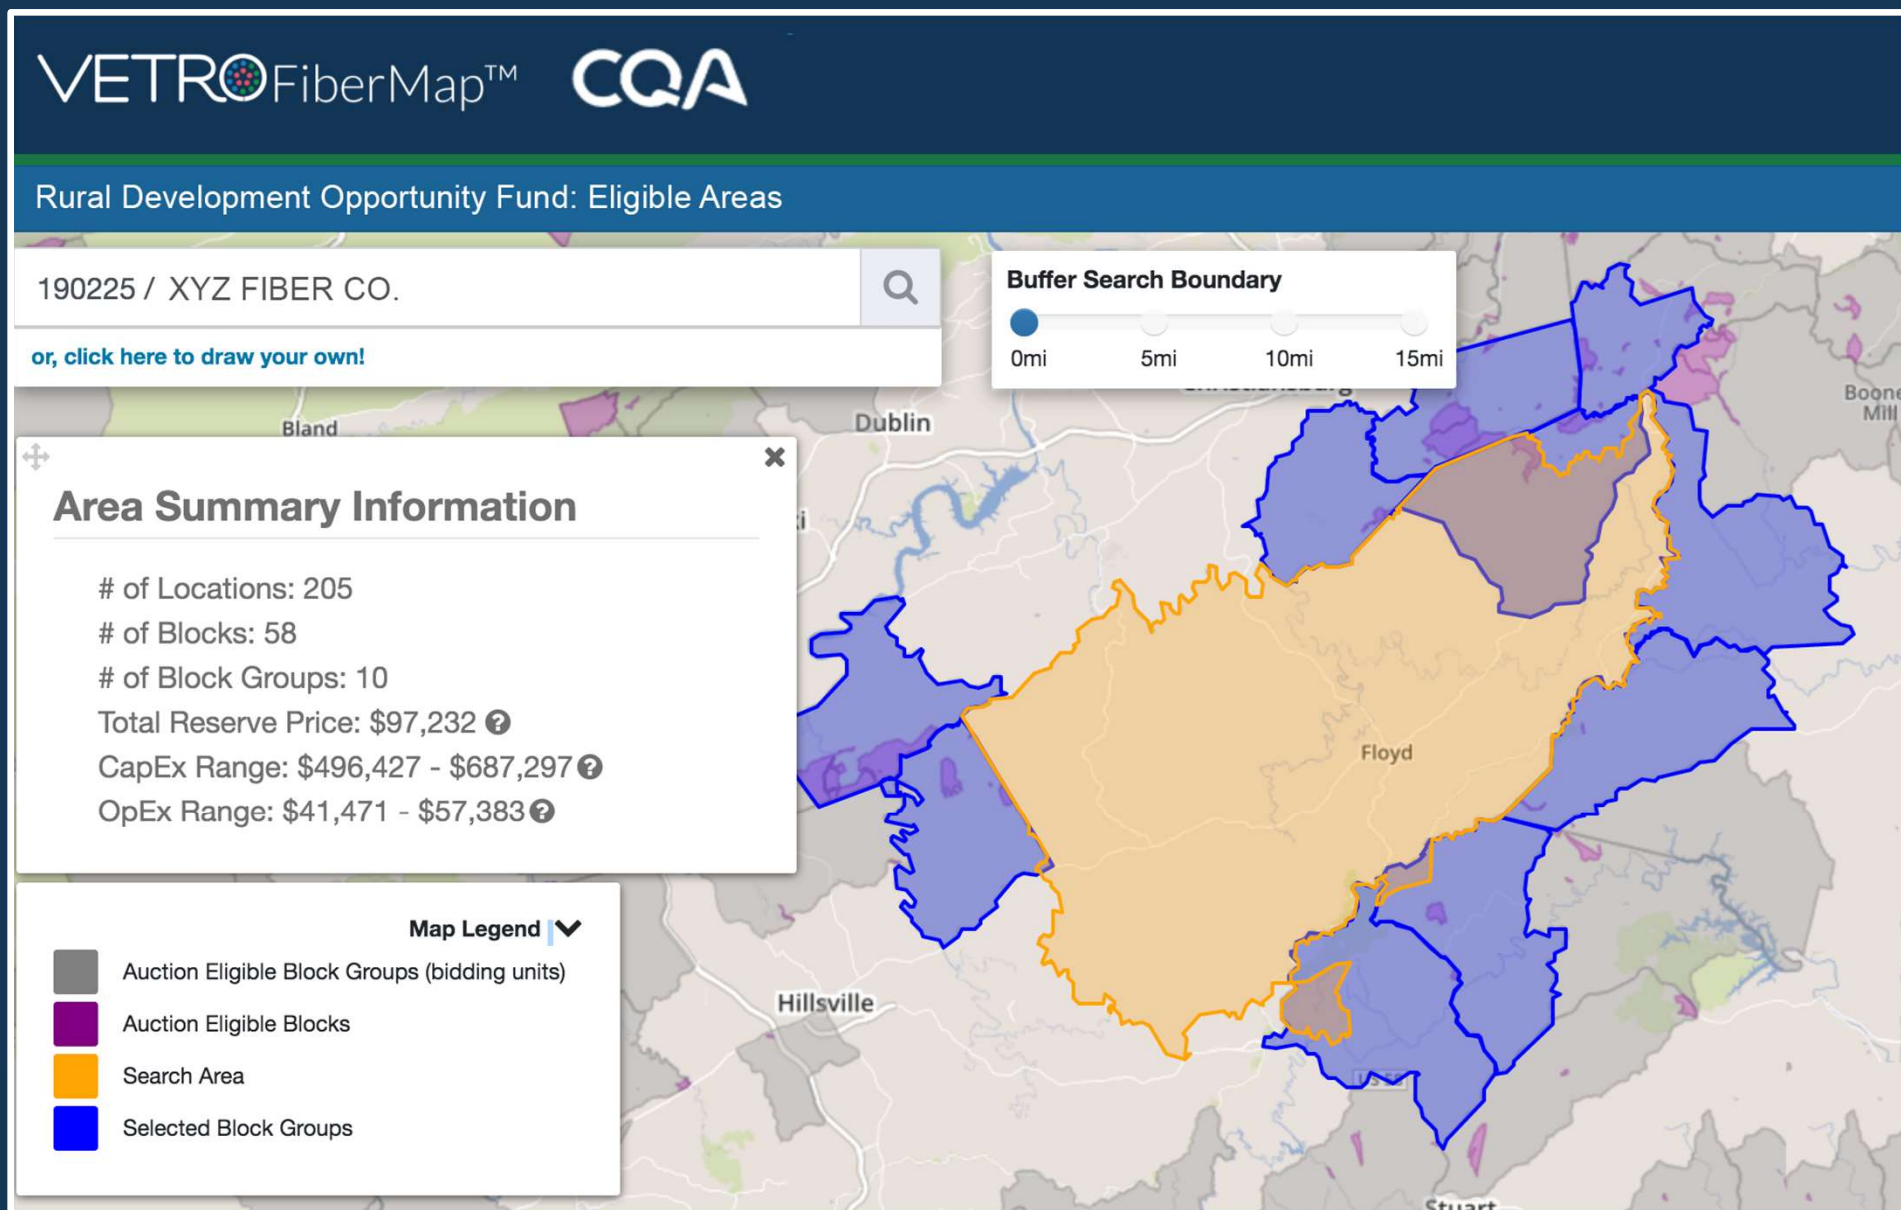 VETRO FiberMap™ CQA
Rural Development Opportunity Fund: Eligible Areas
190225 / XYZ FIBER CO.
or, click here to draw your own!
Buffer Search Boundary
0mi 5mi 10mi 15mi
Boone
Mill
Dublin
Bland
Area Summary Information
# of Locations: 205
# of Blocks: 58
# of Block Groups: 10
Total Reserve Price: $97,232 ?
CapEx Range: $496,427 - $687,297 ?
OpEx Range: $41,471 - $57,383 ?
Floyd
Map Legend
Auction Eligible Block Groups (bidding units)
Auction Eligible Blocks
Search Area
Selected Block Groups
Hillsville
US 58
Stuart